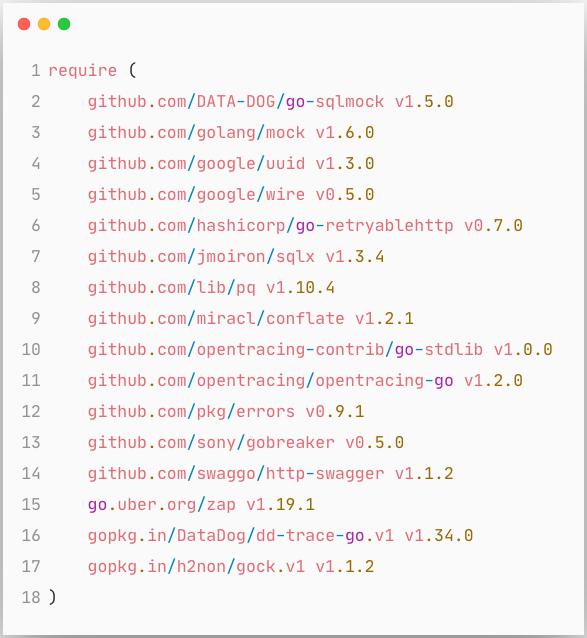 1 require (
2     github.com/DATA-DOG/go-sqlmock v1.5.0
3     github.com/golang/mock v1.6.0
4     github.com/google/uuid v1.3.0
5     github.com/google/wire v0.5.0
6     github.com/hashicorp/go-retryablehttp v0.7.0
7     github.com/jmoiron/sqlx v1.3.4
8     github.com/lib/pq v1.10.4
9     github.com/miracl/conflate v1.2.1
10     github.com/opentracing-contrib/go-stdlib v1.0.0
11     github.com/opentracing/opentracing-go v1.2.0
12     github.com/pkg/errors v0.9.1
13     github.com/sony/gobreaker v0.5.0
14     github.com/swaggo/http-swagger v1.1.2
15     go.uber.org/zap v1.19.1
16     gopkg.in/DataDog/dd-trace-go.v1 v1.34.0
17     gopkg.in/h2non/gock.v1 v1.1.2
18 )